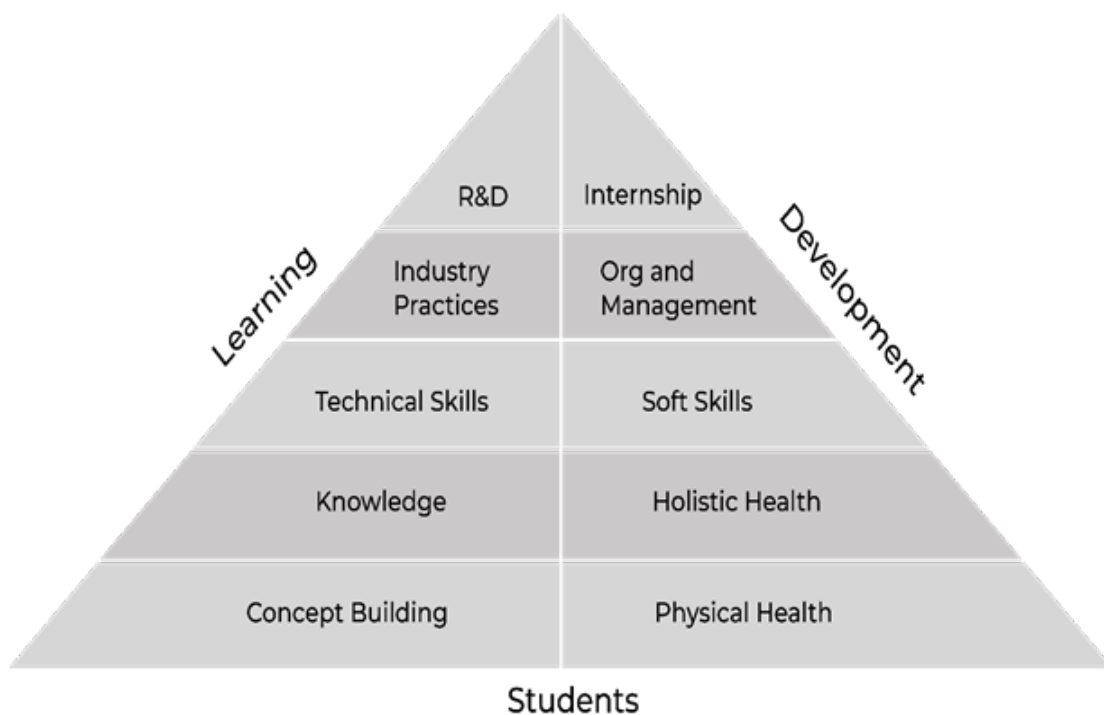 R&D
Internship
Industry
Practices
Org and
Management
Learning
Development
Technical Skills
Soft Skills
Knowledge
Holistic Health
Concept Building
Physical Health
Students